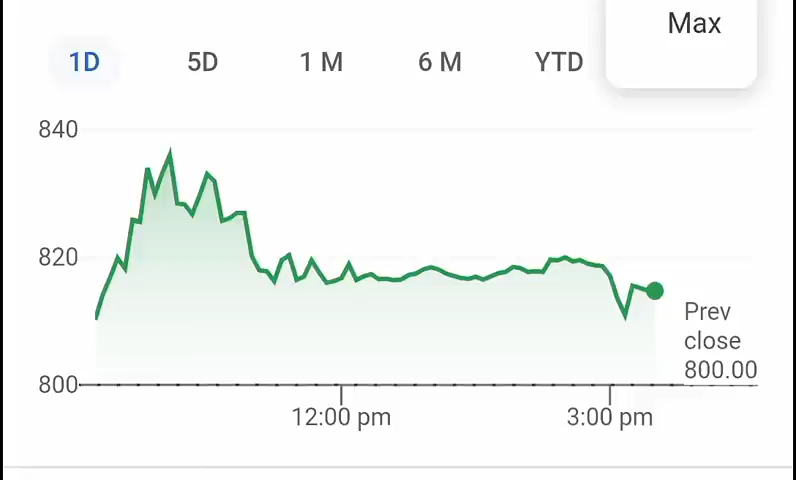 Max
1D 5D 1 M 6 M YTD
840
820
Prev
close
800.00
800
12:00 pm 3:00 pm